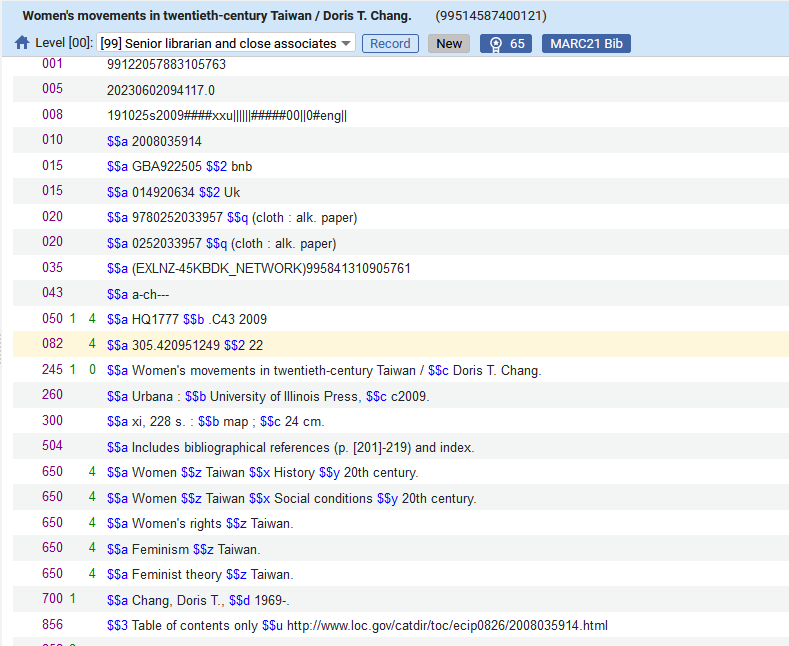 Women's movements in twentieth-century Taiwan / Doris T. Chang. (99514587400121)
Level [00]: [99] Senior librarian and close associates Record New 65 MARC21 Bib
001 99122057883105763
005 20230602094117.0
008 191025s2009####xxu||||||#####00||0#eng||
010 $$a 2008035914
015 $$a GBA922505 $$2 bnb
015 $$a 014920634 $$2 Uk
020 $$a 9780252033957 $$q (cloth : alk. paper)
020 $$a 0252033957 $$q (cloth : alk. paper)
035 $$a (EXLNZ-45KBDK_NETWORK)995841310905761
043 $$a a-ch---
050 1 4 $$a HQ1777 $$b .C43 2009
082 4 $$a 305.420951249 $$2 22
245 1 0 $$a Women's movements in twentieth-century Taiwan / $$c Doris T. Chang.
260 $$a Urbana : $$b University of Illinois Press, $$c c2009.
300 $$a xi, 228 s. : $$b map ; $$c 24 cm.
504 $$a Includes bibliographical references (p. [201]-219) and index.
650 4 $$a Women $$z Taiwan $$x History $$y 20th century.
650 4 $$a Women $$z Taiwan $$x Social conditions $$y 20th century.
650 4 $$a Women's rights $$z Taiwan.
650 4 $$a Feminism $$z Taiwan.
650 4 $$a Feminist theory $$z Taiwan.
700 1 $$a Chang, Doris T., $$d 1969-.
856 $$3 Table of contents only $$u http://www.loc.gov/catdir/toc/ecip0826/2008035914.html